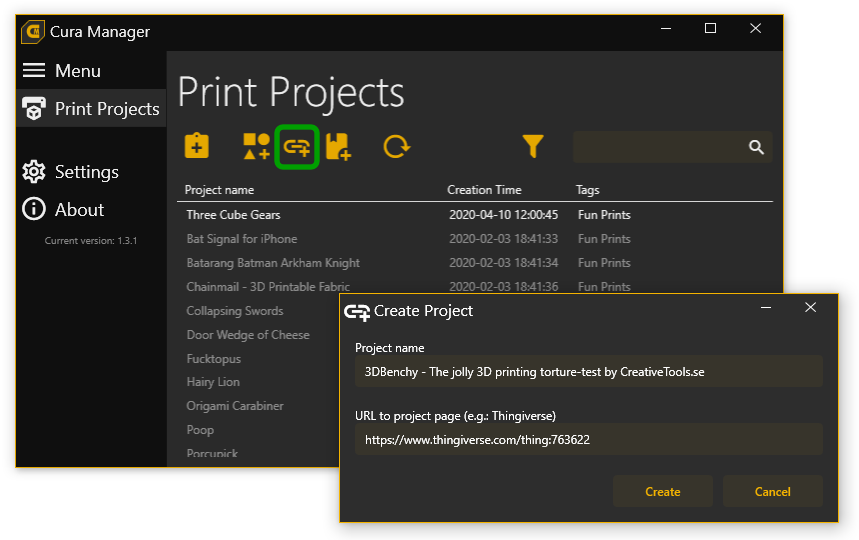 Cura Manager
Menu
Print Projects
Settings
About
Current version: 1.3.1
Print Projects
Project name Creation Time Tags
Three Cube Gears 2020-04-10 12:00:45 Fun Prints
Bat Signal for iPhone 2020-02-03 18:41:33 Fun Prints
Batarang Batman Arkham Knight 2020-02-03 18:41:34 Fun Prints
Chainmail - 3D Printable Fabric 2020-02-03 18:41:36 Fun Prints
Collapsing Swords
Door Wedge of Cheese
Fucktopus
Hairy Lion
Origami Carabiner
Poop
Porcupick
Create Project
Project name
3DBenchy - The jolly 3D printing torture-test by CreativeTools.se
URL to project page (e.g.: Thingiverse)
https://www.thingiverse.com/thing:763622
Create Cancel